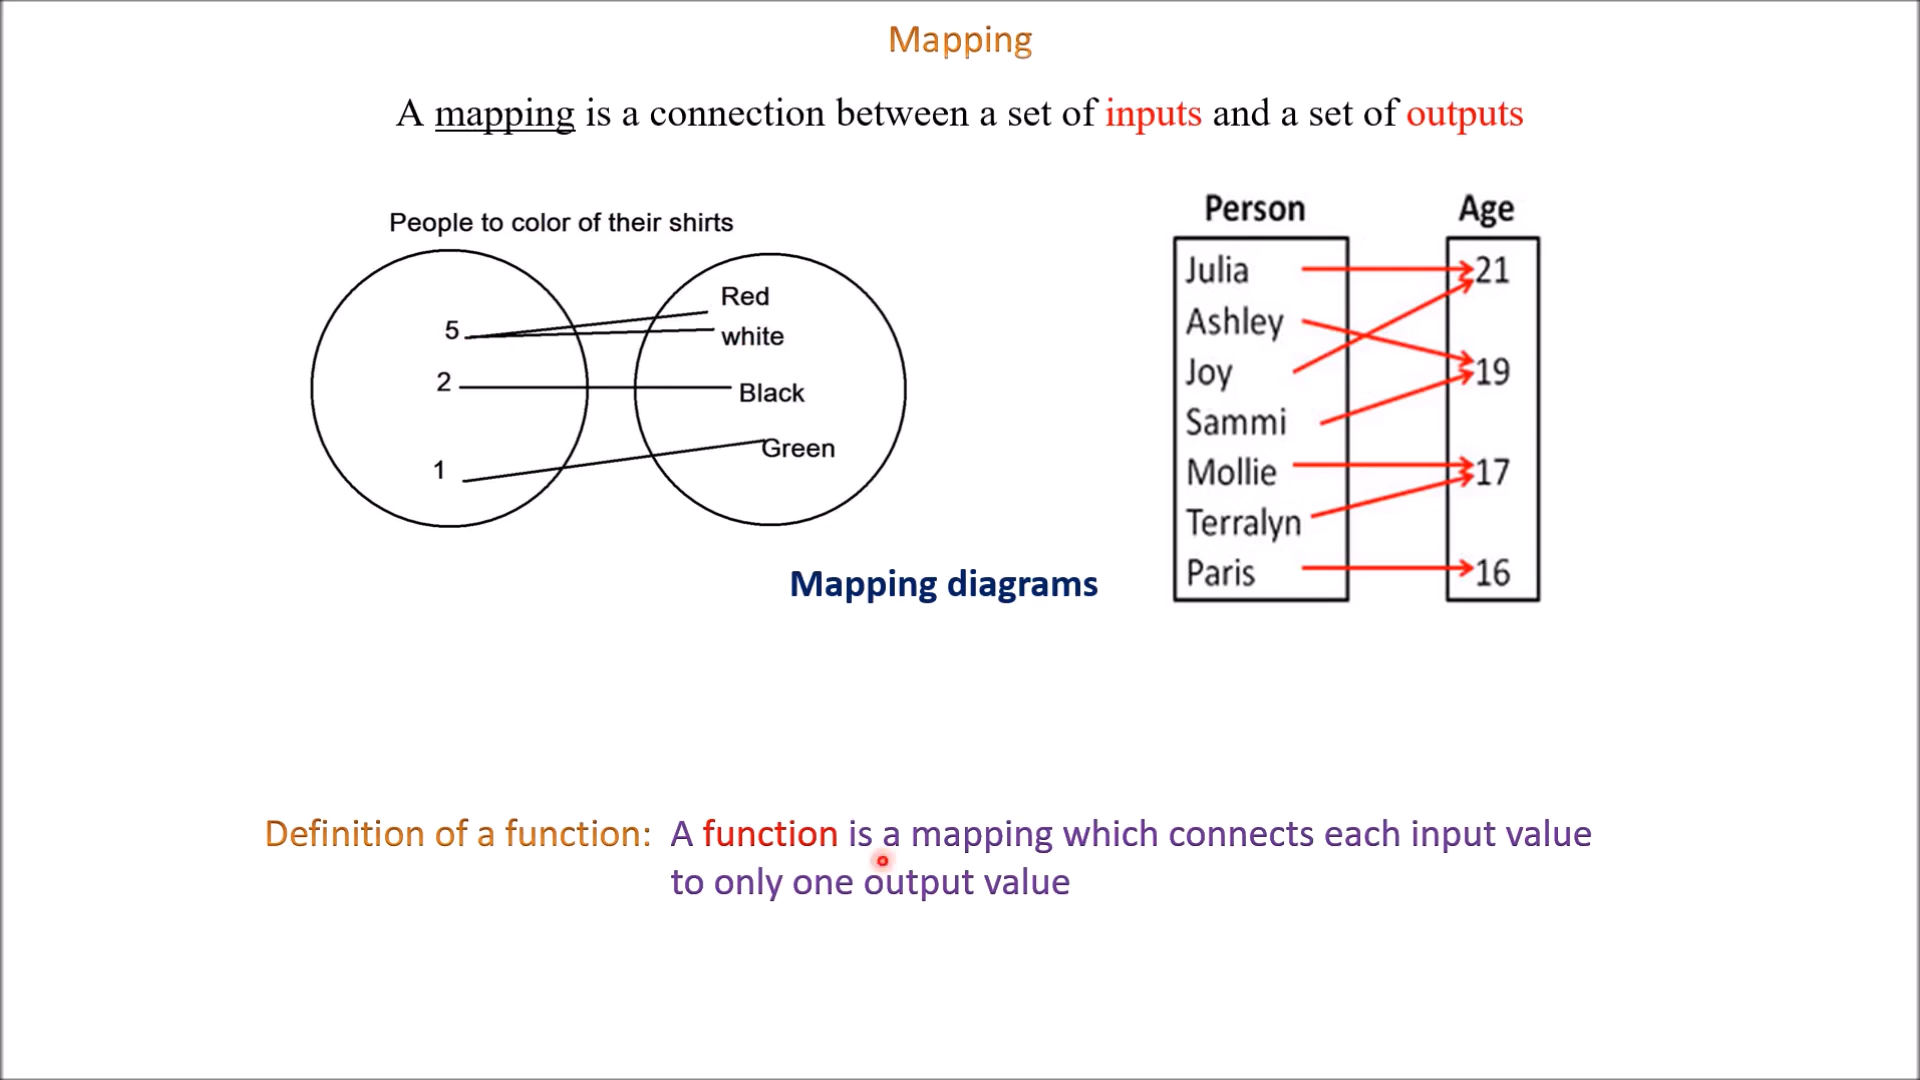 Mapping
A mapping is a connection between a set of inputs and a set of outputs
People to color of their shirts
5
2
1
Red
white
Black
Green
Person
Julia
Ashley
Joy
Sammi
Mollie
Terralyn
Paris
Age
21
19
17
16
Mapping diagrams
Definition of a function: A function is a mapping which connects each input value
to only one output value